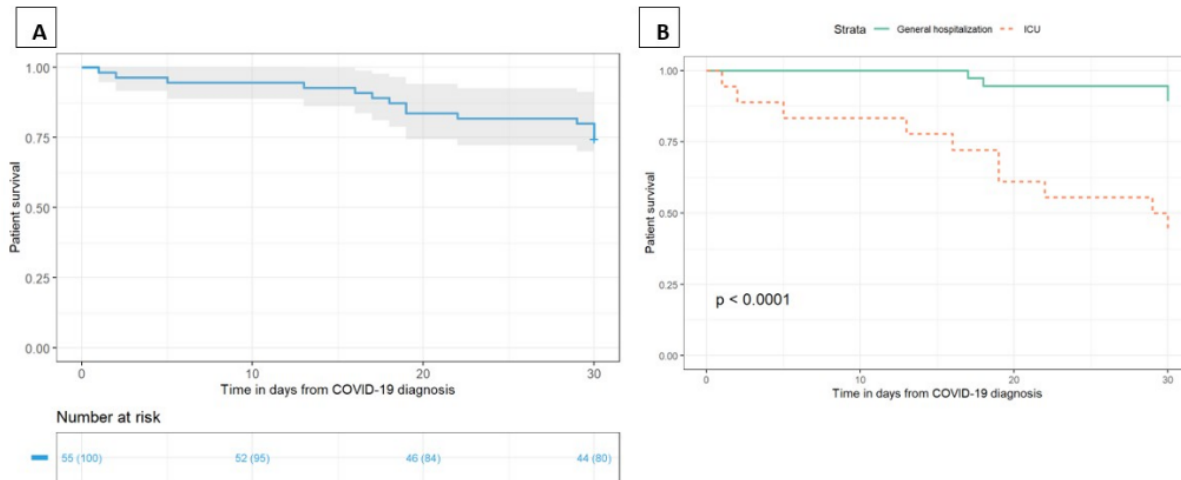 A
1.00
0.75
0.50
0.25
0.00
Patient survival
0
10
20
30
Time in days from COVID-19 diagnosis
Number at risk
55 (100)
52 (95)
46 (84)
44 (80)
B
Strata
General hospitalization
ICU
1.00
0.75
0.50
0.25
0.00
Patient survival
p < 0.0001
0
10
20
30
Time in days from COVID-19 diagnosis